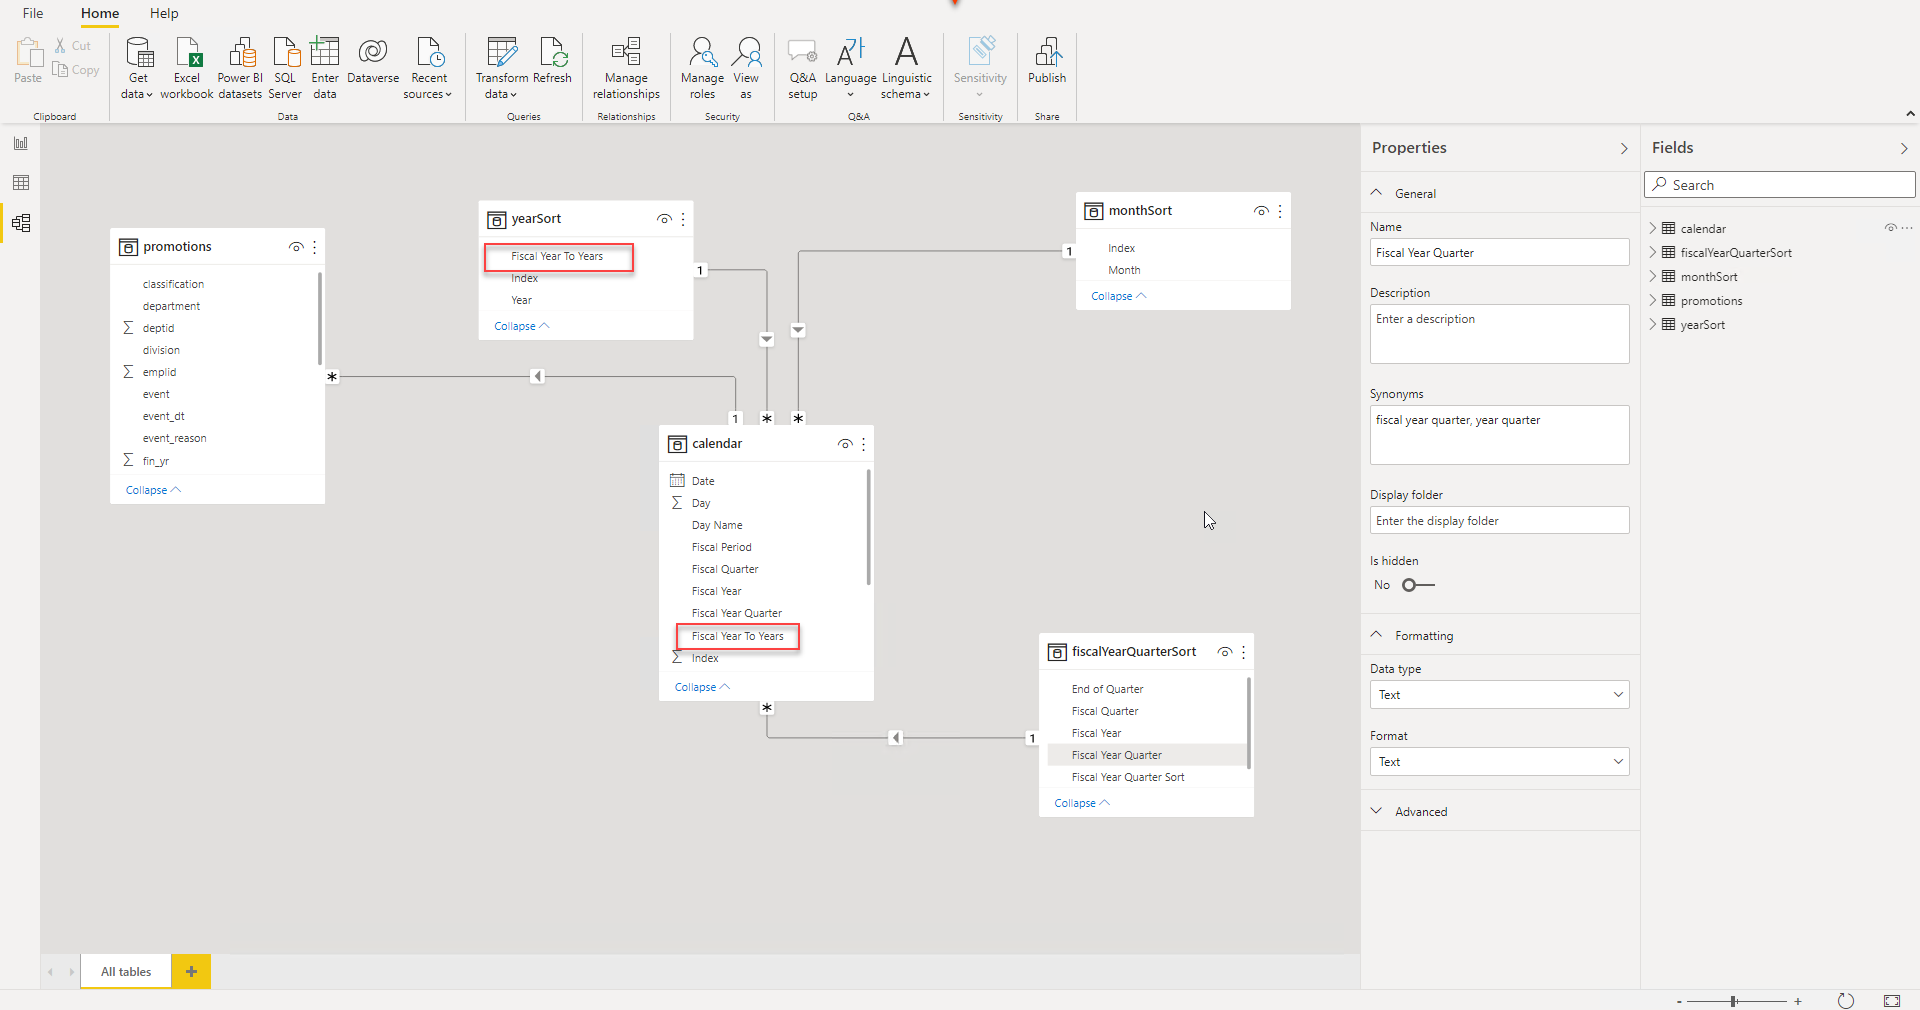 File Home Help
Paste
Cut
Copy
Clipboard
Get data
Excel workbook
Power BI datasets
SQL Server
Enter data
Dataverse
Recent sources
Data
Transform data
Refresh
Queries
Manage relationships
Relationships
Manage roles
View as
Security
Q&A setup
Language
Linguistic schema
Q&A
Sensitivity
Sensitivity
Publish
Share
promotions
classification
department
∑ deptid
division
∑ emplid
event
event_dt
event_reason
∑ fin_yr
Collapse
yearSort
Fiscal Year To Years
Index
Year
Collapse
monthSort
Index
Month
Collapse
1
1
*
1
*
*
calendar
Date
∑ Day
Day Name
Fiscal Period
Fiscal Quarter
Fiscal Year
Fiscal Year Quarter
Fiscal Year To Years
∑ Index
Collapse
*
1
fiscalYearQuarterSort
End of Quarter
Fiscal Quarter
Fiscal Year
Fiscal Year Quarter
Fiscal Year Quarter Sort
Collapse
Properties
General
Name
Fiscal Year Quarter
Description
Enter a description
Synonyms
fiscal year quarter, year quarter
Display folder
Enter the display folder
Is hidden
No
Formatting
Data type
Text
Format
Text
Advanced
Fields
Search
calendar
fiscalYearQuarterSort
monthSort
promotions
yearSort
All tables +
- +